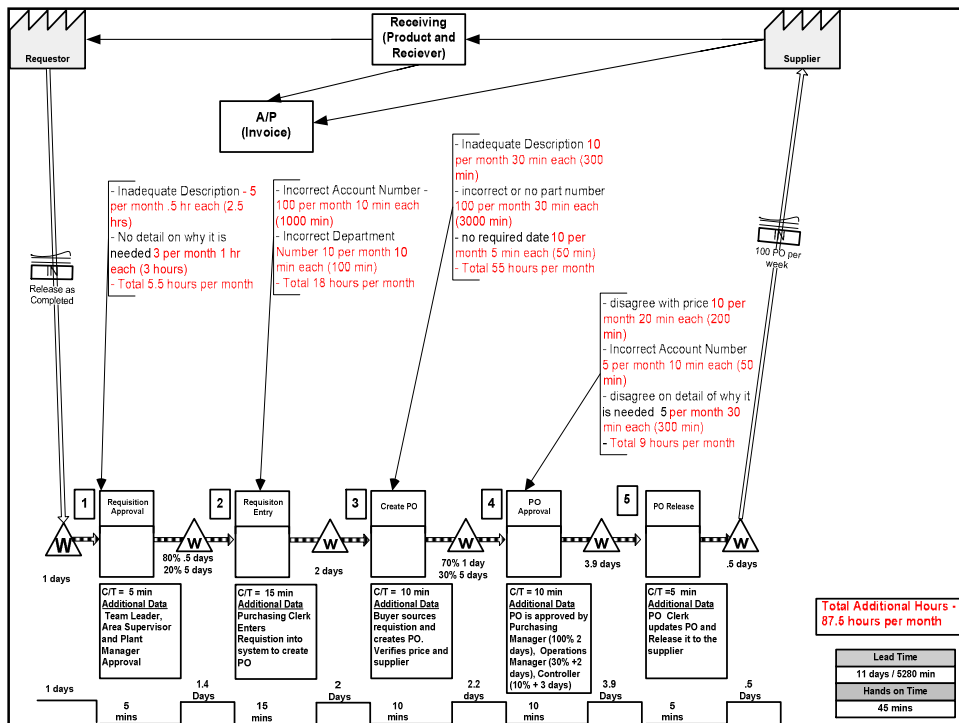 Receiving
(Product and
Reciever)
Requestor
Supplier
A/P
(Invoice)
- Inadequate Description - 5
per month .5 hr each (2.5
hrs)
- No detail on why it is
needed 3 per month 1 hr
each (3 hours)
- Total 5.5 hours per month
- Incorrect Account Number -
100 per month 10 min each
(1000 min)
- Incorrect Department
Number 10 per month 10
min each (100 min)
- Total 18 hours per month
- Inadequate Description 10
per month 30 min each (300
min)
- incorrect or no part number
100 per month 30 min each
(3000 min)
- no required date 10 per
month 5 min each (50 min)
- Total 55 hours per month
- disagree with price 10 per
month 20 min each (200
min)
- Incorrect Account Number
5 per month 10 min each (50
min)
- disagree on detail of why it
is needed 5 per month 30
min each (300 min)
- Total 9 hours per month
IN
Release as
Completed
IN
100 PO per
week
1
Requisition
Approval
2
Requisiton
Entry
3
Create PO
4
PO
Approval
5
PO Release
W
W
W
W
W
W
1 days
80% .5 days
20% 5 days
2 days
70% 1 day
30% 5 days
3.9 days
.5 days
C/T = 5 min
Additional Data
Team Leader,
Area Supervisor
and Plant
Manager
Approval
C/T = 15 min
Additional Data
Purchasing Clerk
Enters
Requistion into
system to create
PO
C/T = 10 min
Additional Data
Buyer sources
requistion and
creates PO.
Verifies price and
supplier
C/T = 10 min
Additional Data
PO is approved by
Purchasing
Manager (100% 2
days), Operations
Manager (30% +2
days), Controller
(10% + 3 days)
C/T =5 min
Additional Data
PO Clerk
updates PO and
Release it to the
supplier
Total Additional Hours -
87.5 hours per month
Lead Time
11 days / 5280 min
Hands on Time
45 mins
1 days
5
mins
1.4
Days
15
mins
2
Days
10
mins
2.2
days
10
mins
3.9
Days
5
mins
.5
Days